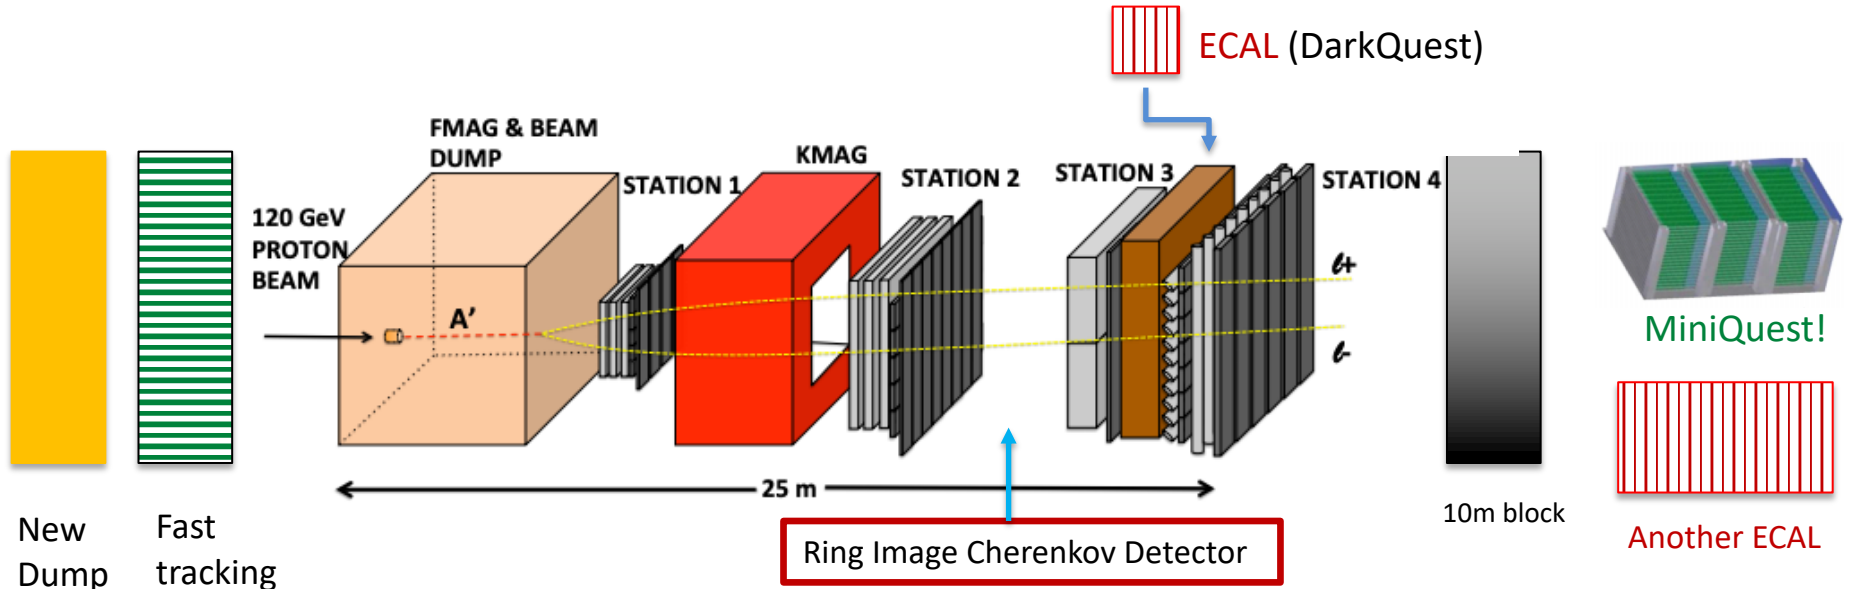 ECAL (DarkQuest)
FMAG & BEAM
DUMP
STATION 1
KMAG
STATION 2
STATION 3
STATION 4
120 GeV
PROTON
BEAM
A’
ℓ+
ℓ-
MiniQuest!
25 m
New
Dump
Fast
tracking
Ring Image Cherenkov Detector
10m block
Another ECAL